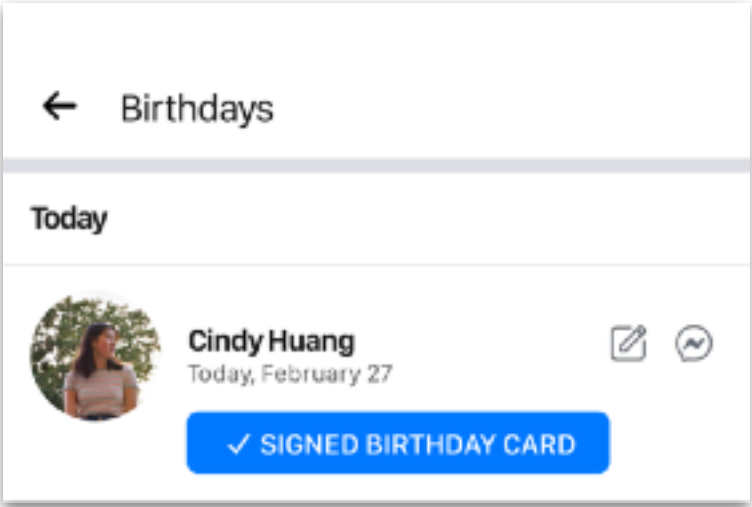 Birthdays
Today
Cindy Huang
Today, February 27
✓ SIGNED BIRTHDAY CARD